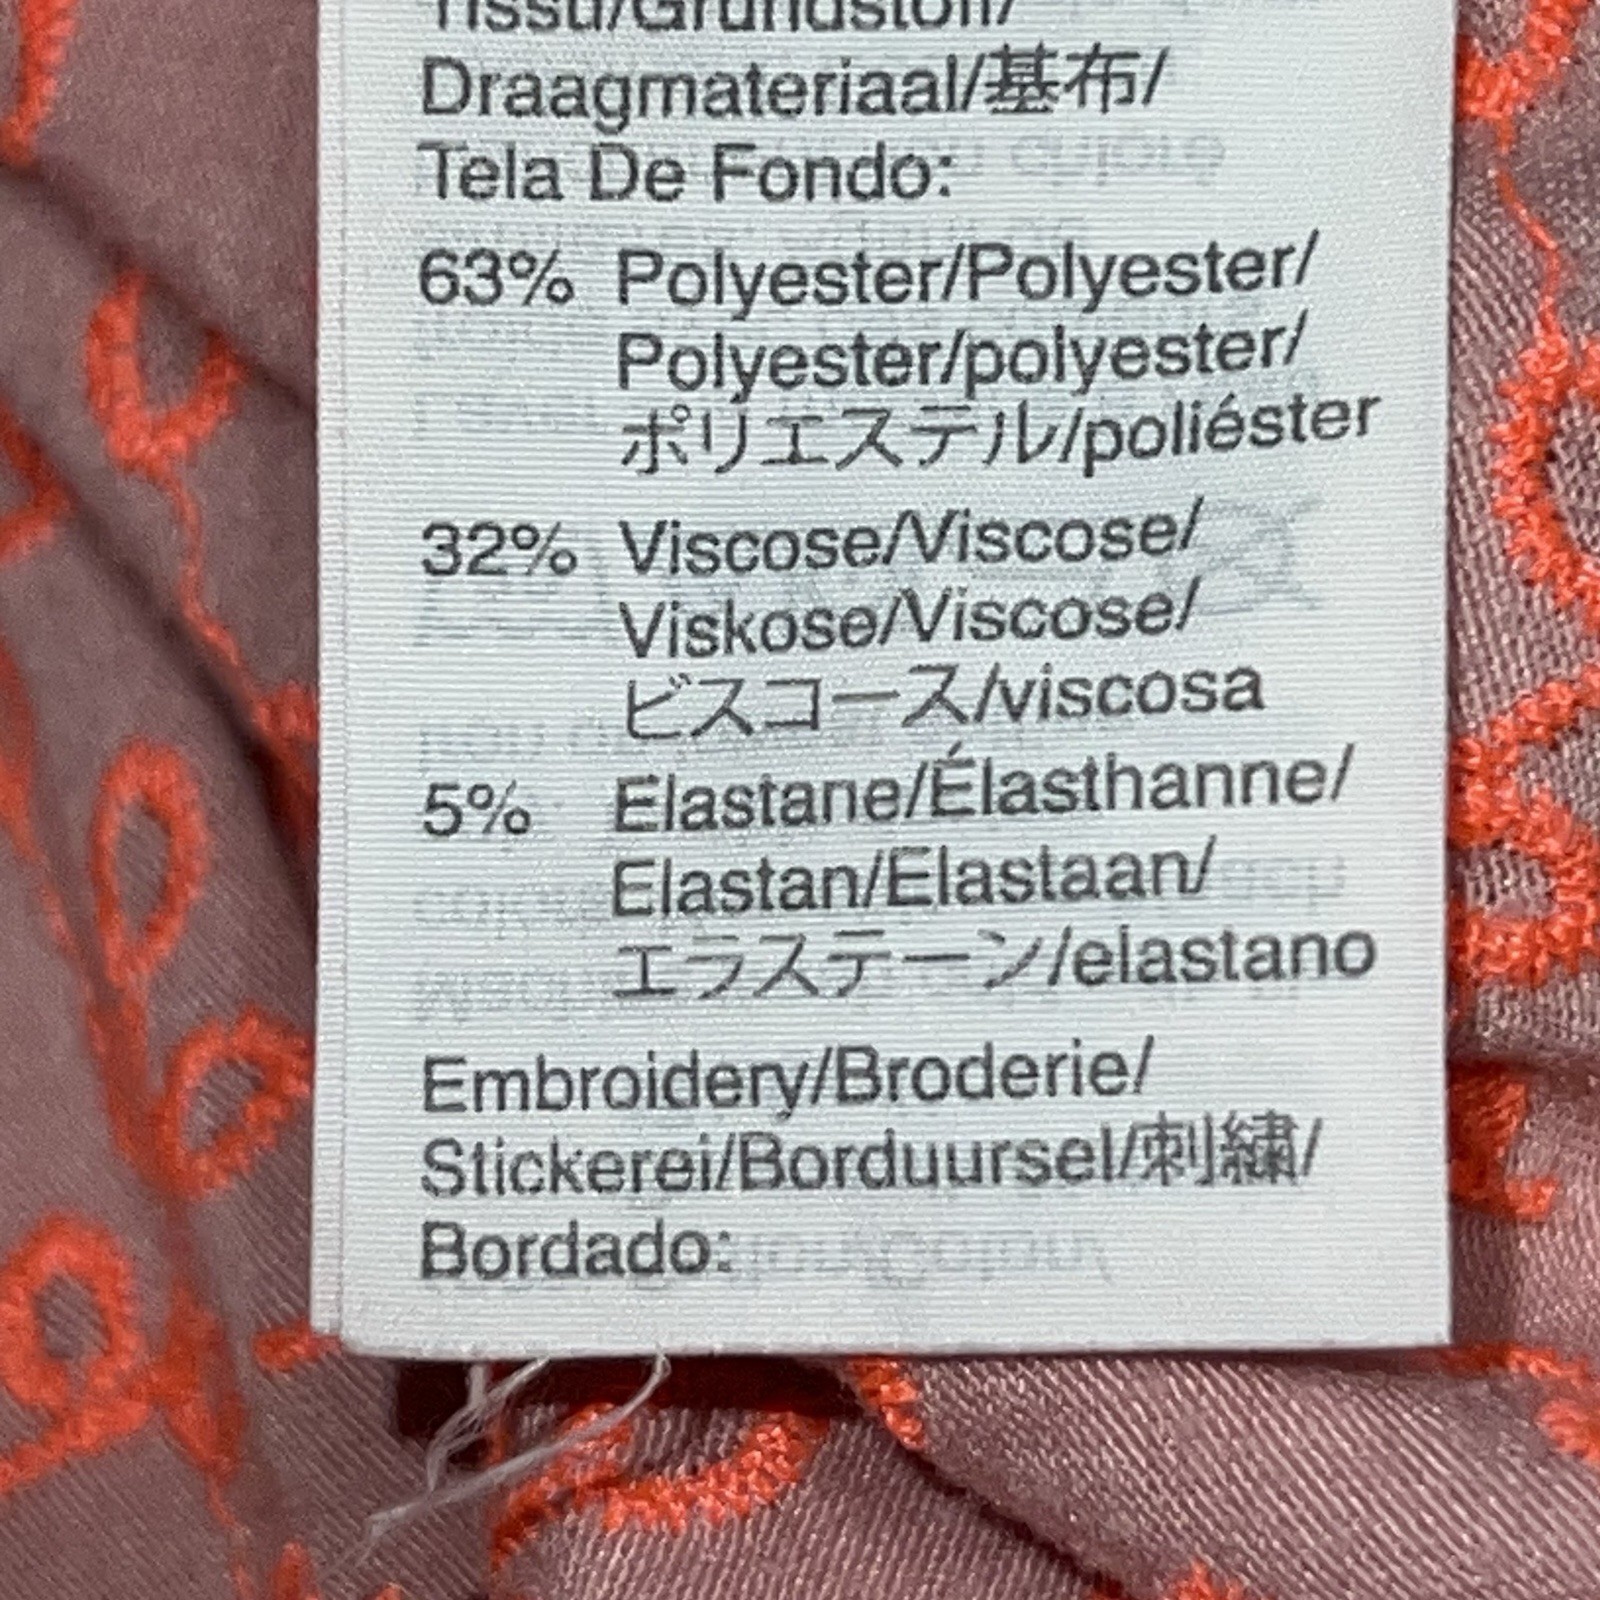 Tissu/Grundstoff/
Draagmateriaal/基布/
Tela De Fondo:
63% Polyester/Polyester/
Polyester/polyester/
ポリエステル/poliéster
32% Viscose/Viscose/
Viskose/Viscose/
ビスコース/viscosa
5% Elastane/Élasthanne/
Elastan/Elastaan/
エラステーン/elastano
Embroidery/Broderie/
Stickerei/Borduursel/刺繍/
Bordado: